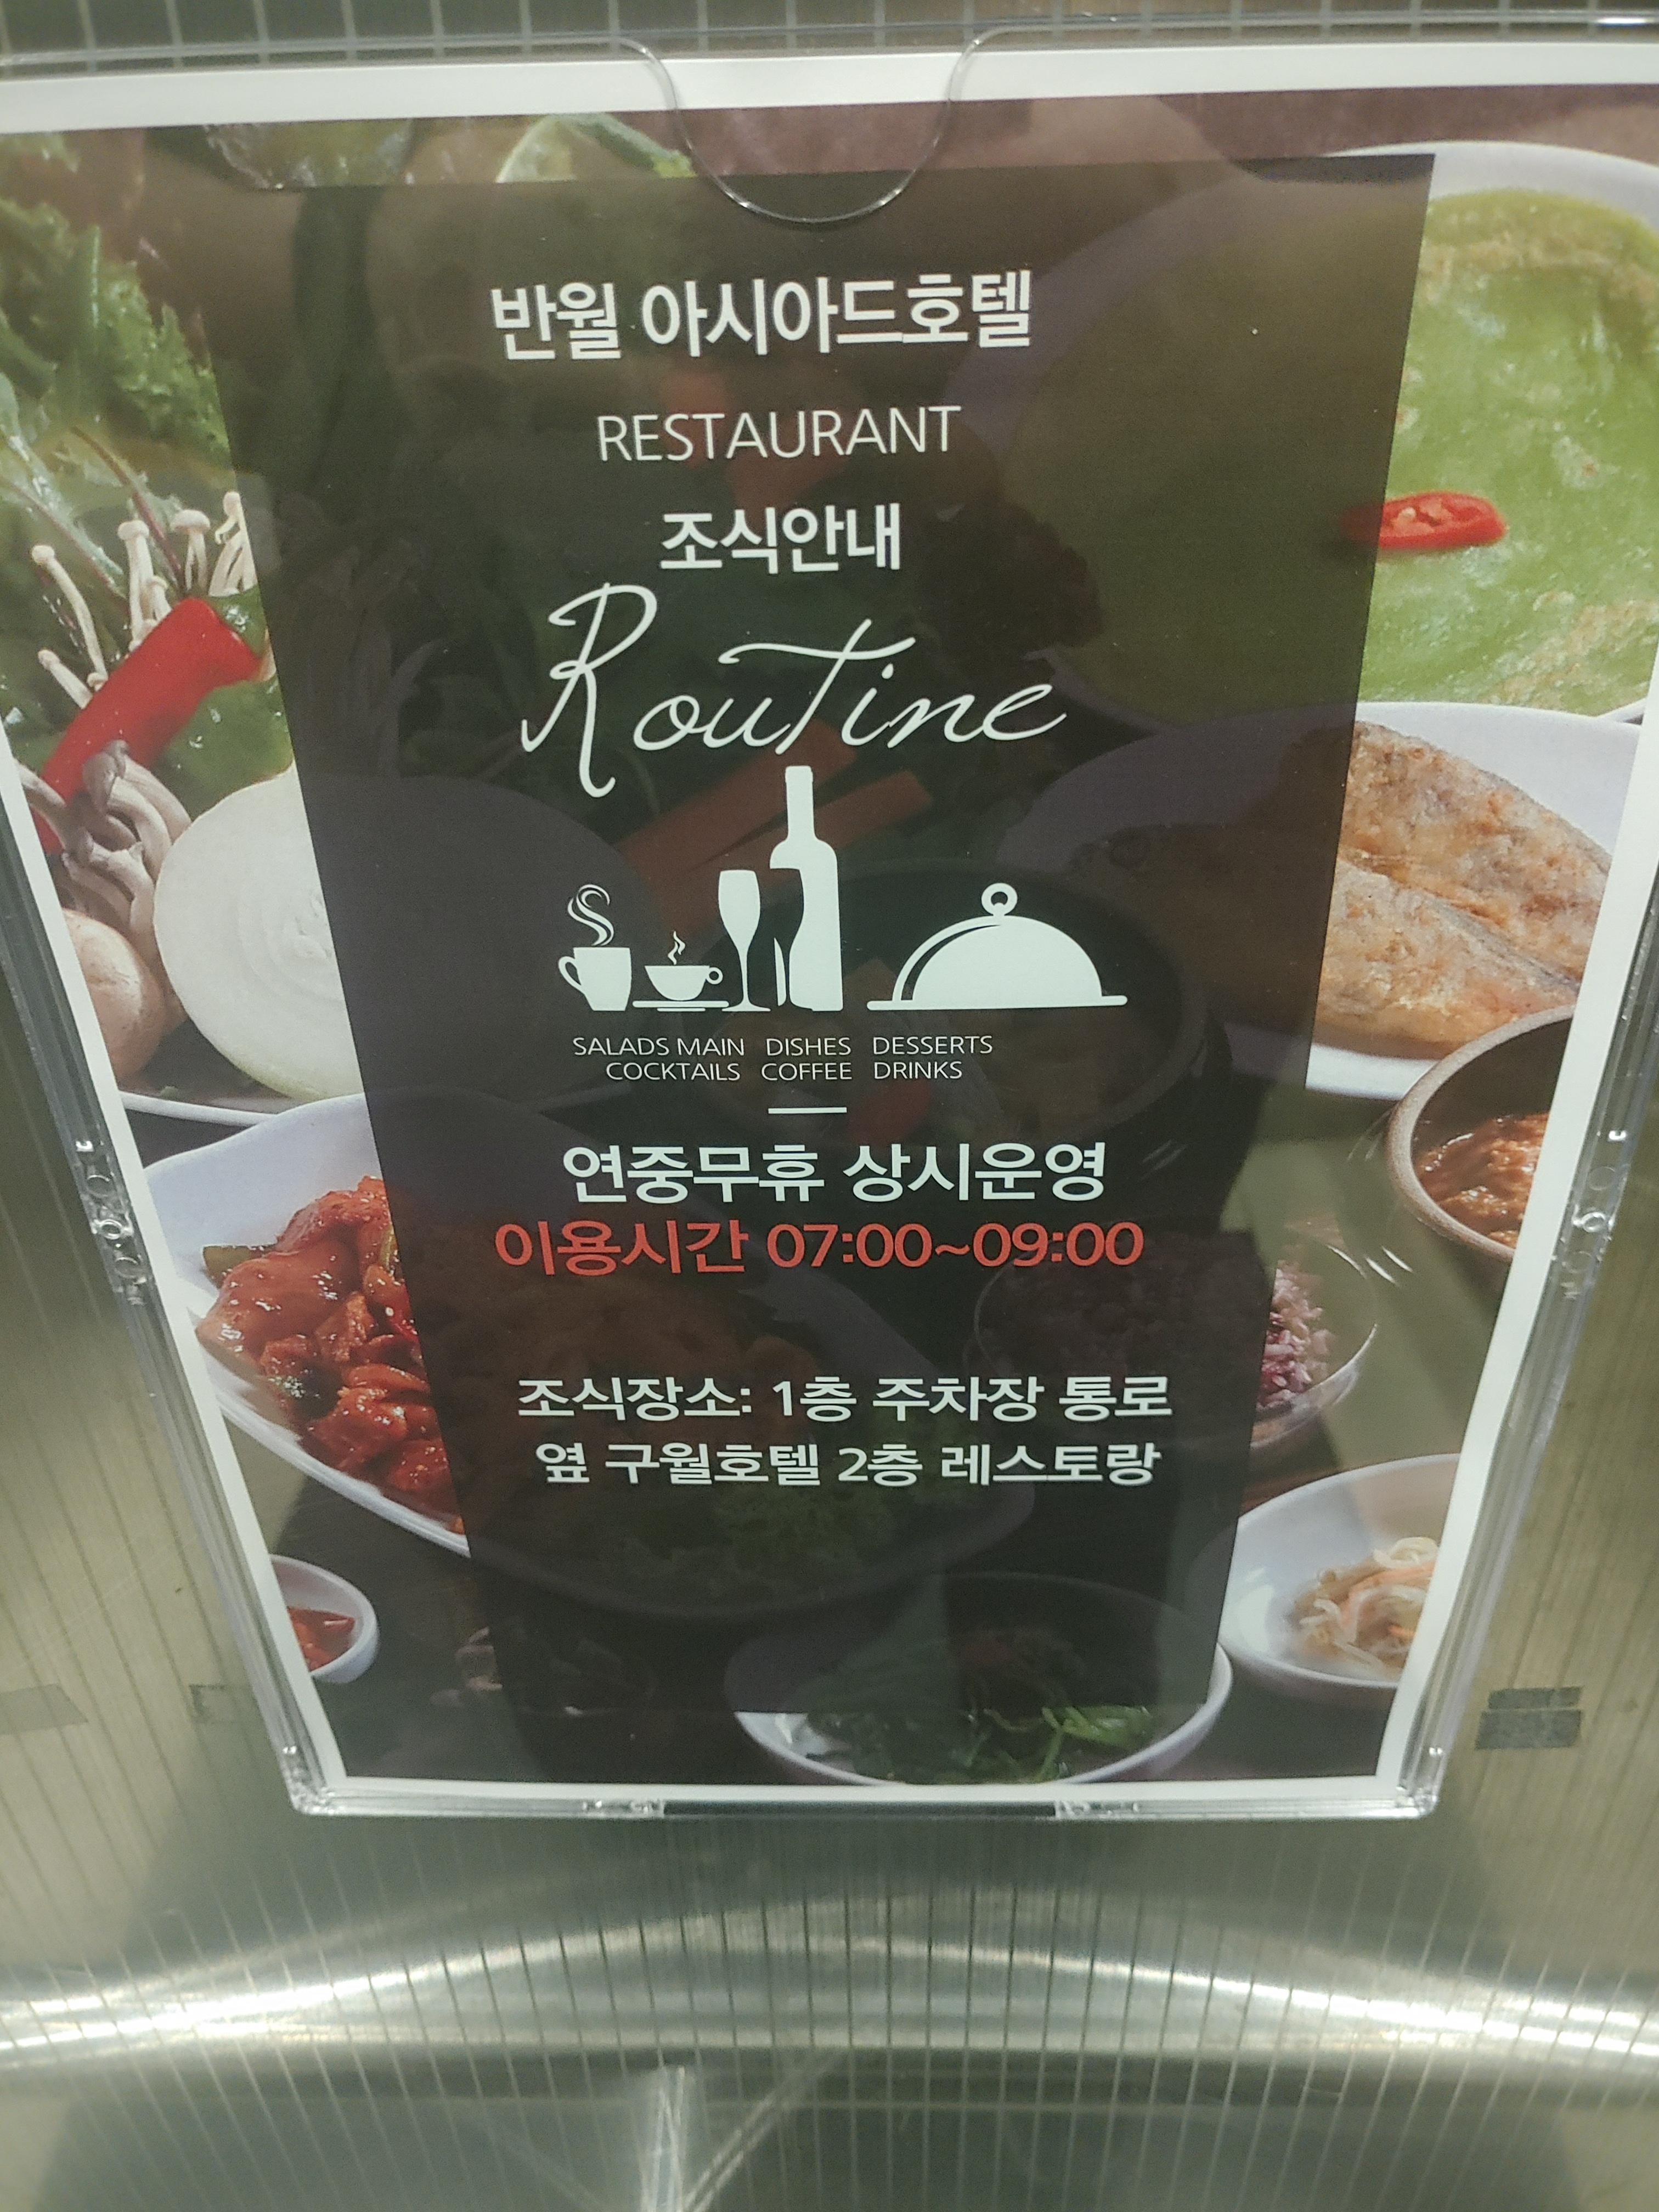 반월 아시아드호텔
RESTAURANT
조식안내
Routine
SALADS MAIN DISHES DESSERTS
COCKTAILS COFFEE DRINKS
연중무휴 상시운영
이용시간 07:00~09:00
조식장소: 1층 주차장 통로
옆 구월호텔 2층 레스토랑